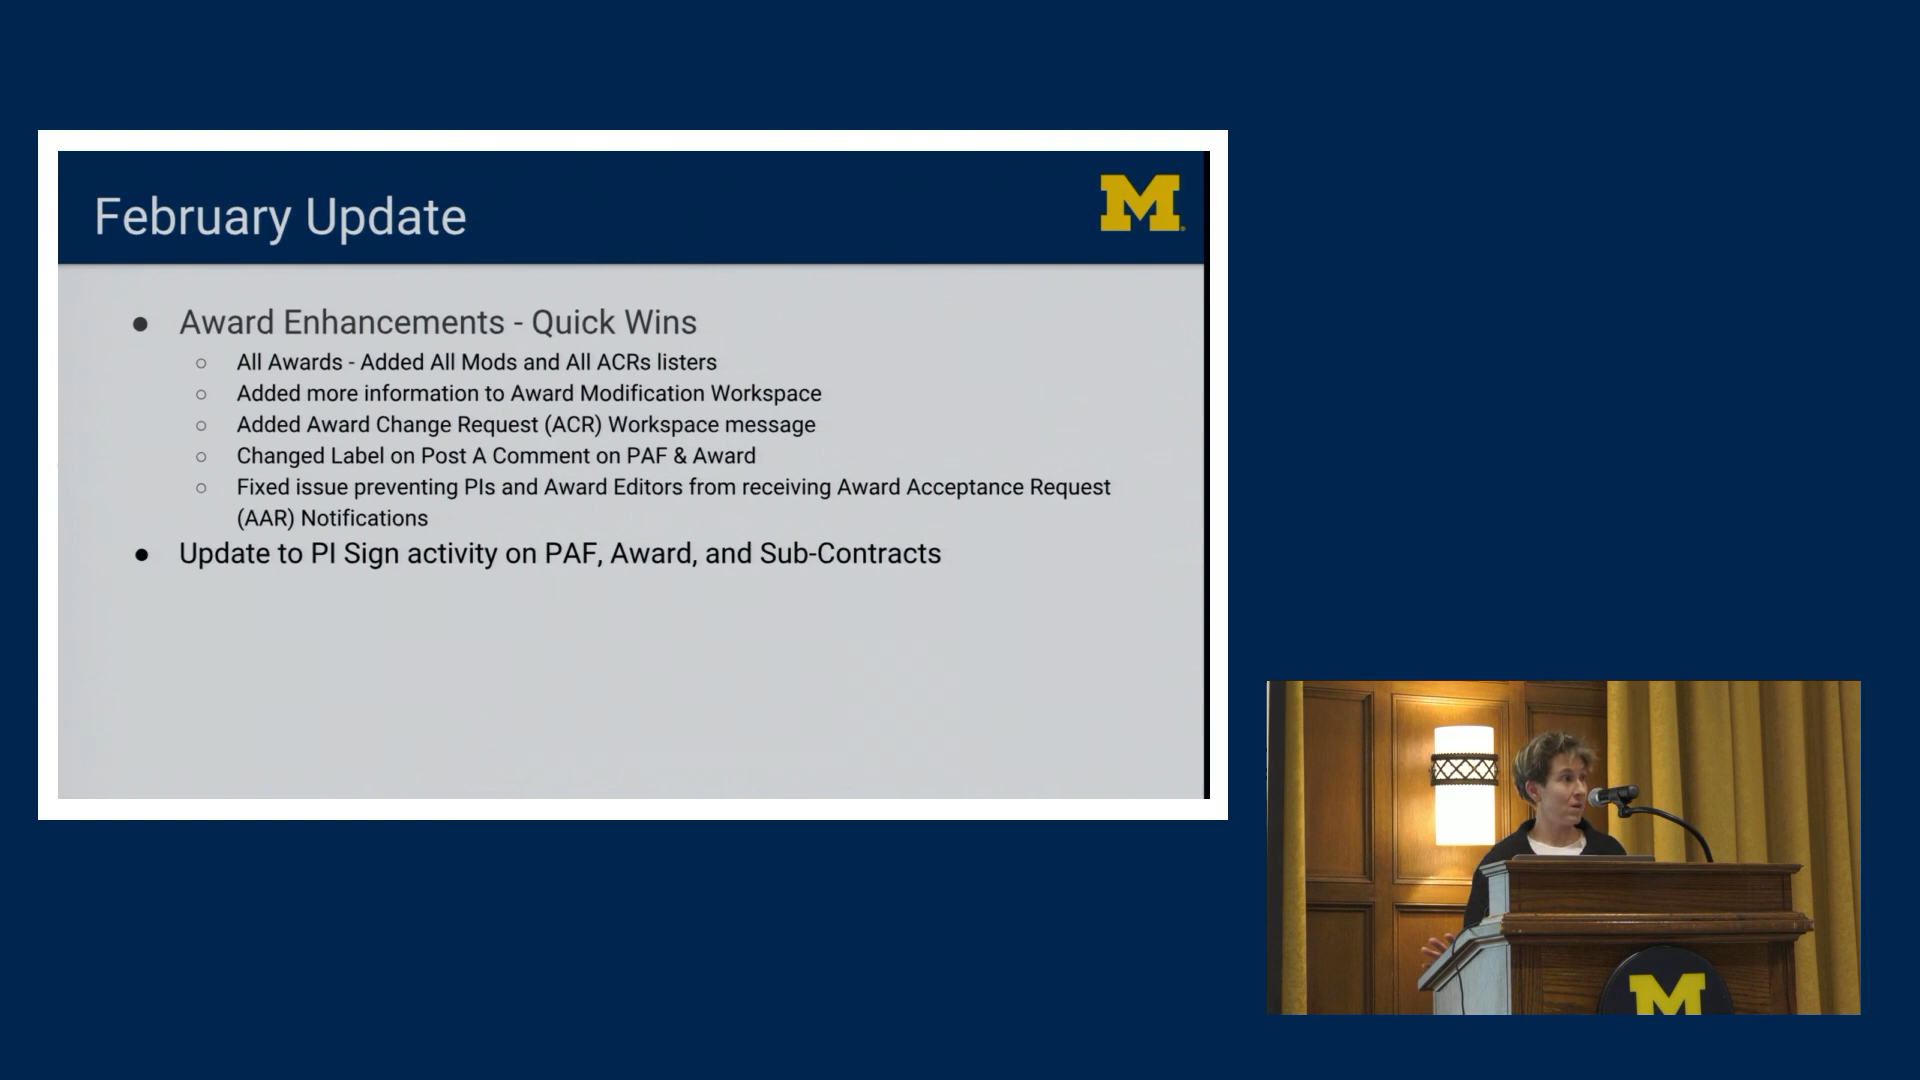 February Update
M
● Award Enhancements - Quick Wins
○ All Awards - Added All Mods and All ACRs listers
○ Added more information to Award Modification Workspace
○ Added Award Change Request (ACR) Workspace message
○ Changed Label on Post A Comment on PAF & Award
○ Fixed issue preventing PIs and Award Editors from receiving Award Acceptance Request
(AAR) Notifications
● Update to PI Sign activity on PAF, Award, and Sub-Contracts
M